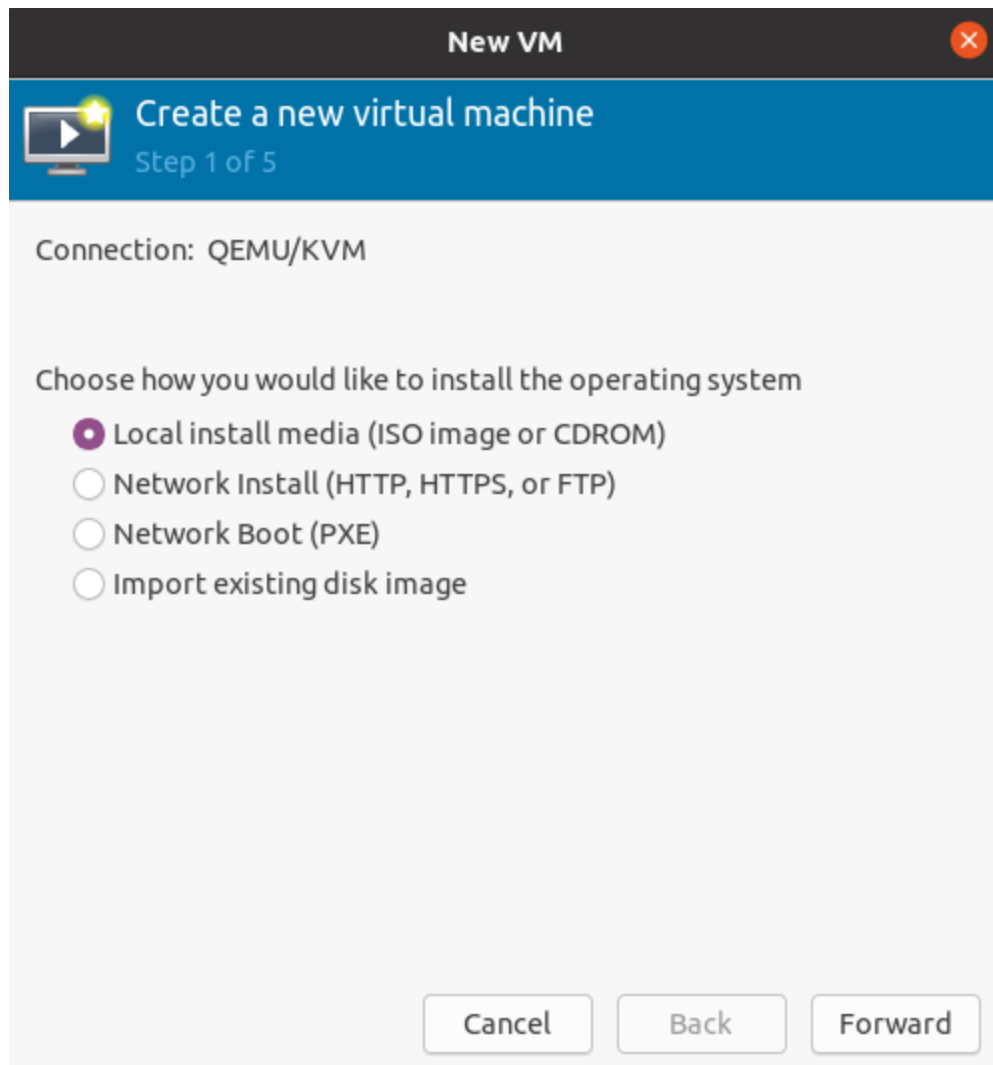 New VM
Create a new virtual machine
Step 1 of 5
Connection: QEMU/KVM
Choose how you would like to install the operating system
Local install media (ISO image or CDROM)
Network Install (HTTP, HTTPS, or FTP)
Network Boot (PXE)
Import existing disk image
Cancel Back Forward